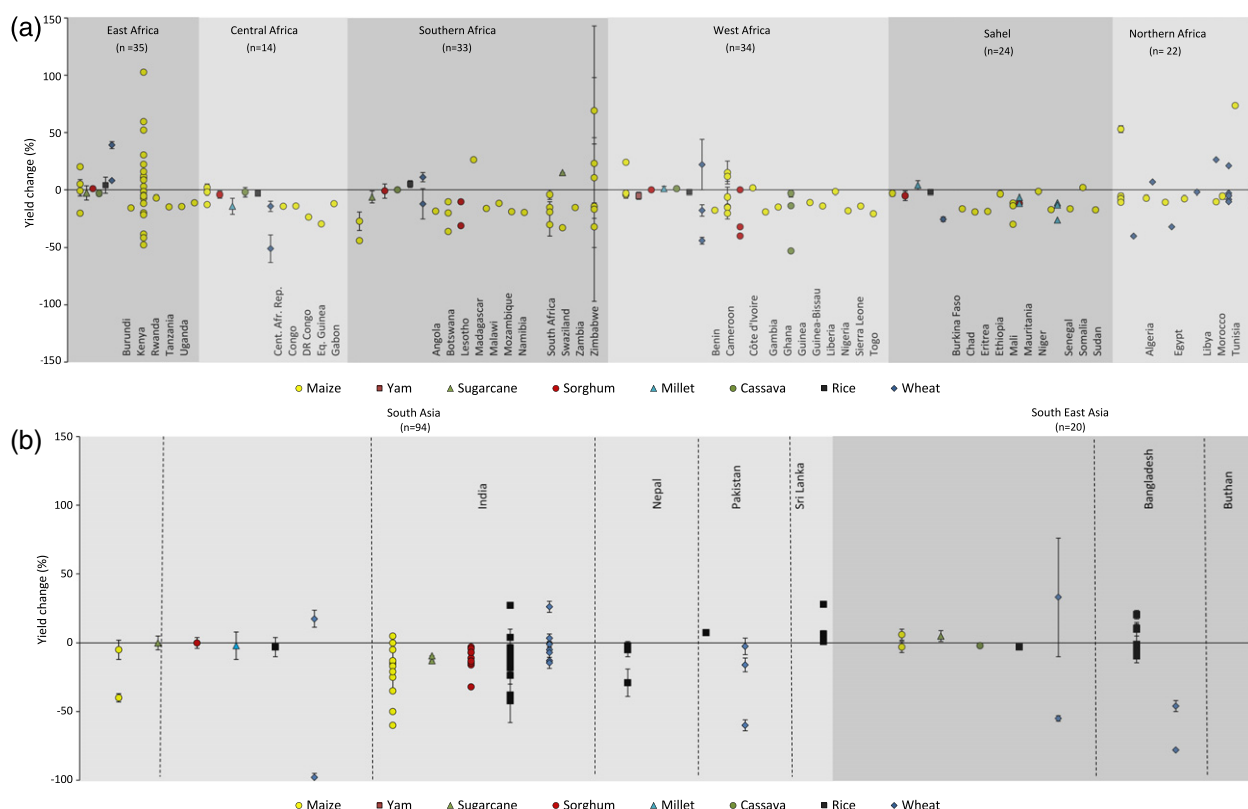 (a)
East Africa
(n =35)
Central Africa
(n=14)
Southern Africa
(n=33)
West Africa
(n=34)
Sahel
(n=24)
Northern Africa
(n= 22)
Yield change (%)
150
100
50
0
-50
-100
-150
Burundi
Kenya
Rwanda
Tanzania
Uganda
Cent. Afr. Rep.
Congo
DR Congo
Eq. Guinea
Gabon
Angola
Botswana
Lesotho
Madagascar
Malawi
Mozambique
Namibia
South Africa
Swaziland
Zambia
Zimbabwe
Benin
Cameroon
Côte d'Ivoire
Gambia
Ghana
Guinea
Guinea-Bissau
Liberia
Nigeria
Sierra Leone
Togo
Burkina Faso
Chad
Eritrea
Ethiopia
Mali
Mauritania
Niger
Senegal
Somalia
Sudan
Algeria
Egypt
Libya
Morocco
Tunisia
Maize Yam Sugarcane Sorghum Millet Cassava Rice Wheat
(b)
South Asia
(n=94)
South East Asia
(n=20)
Yield change (%)
150
100
50
0
-50
-100
India
Nepal
Pakistan
Sri Lanka
Bangladesh
Buthan
Maize Yam Sugarcane Sorghum Millet Cassava Rice Wheat